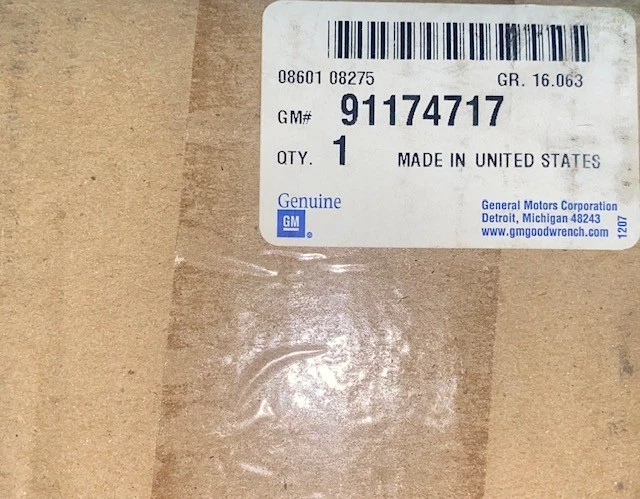 08601 08275 GR. 16.063
GM# 91174717
QTY. 1 MADE IN UNITED STATES
Genuine
GM
General Motors Corporation
Detroit, Michigan 48243
www.gmgoodwrench.com
1207